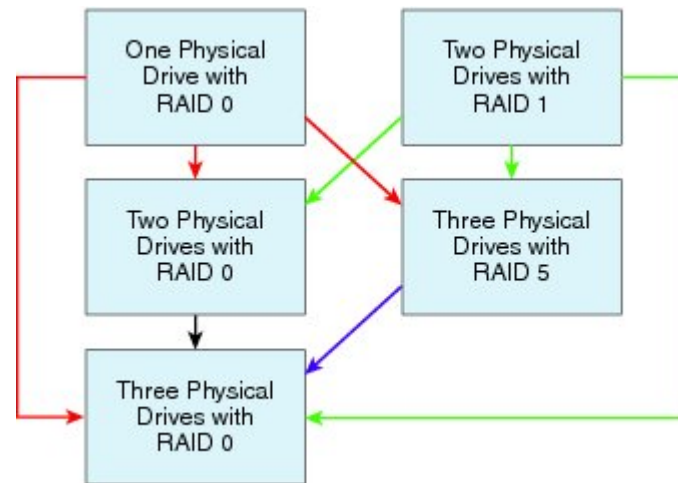 One Physical
Drive with
RAID 0
Two Physical
Drives with
RAID 1
Two Physical
Drives with
RAID 0
Three Physical
Drives with
RAID 5
Three Physical
Drives with
RAID 0